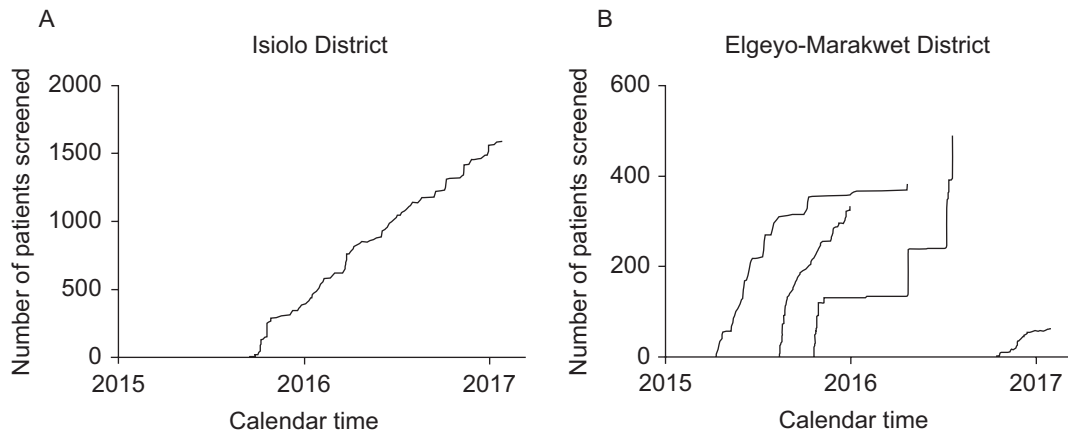 A
Isiolo District
Number of patients screened
2000
1500
1000
500
0
2015
2016
2017
Calendar time
B
Elgeyo-Marakwet District
Number of patients screened
600
400
200
0
2015
2016
2017
Calendar time